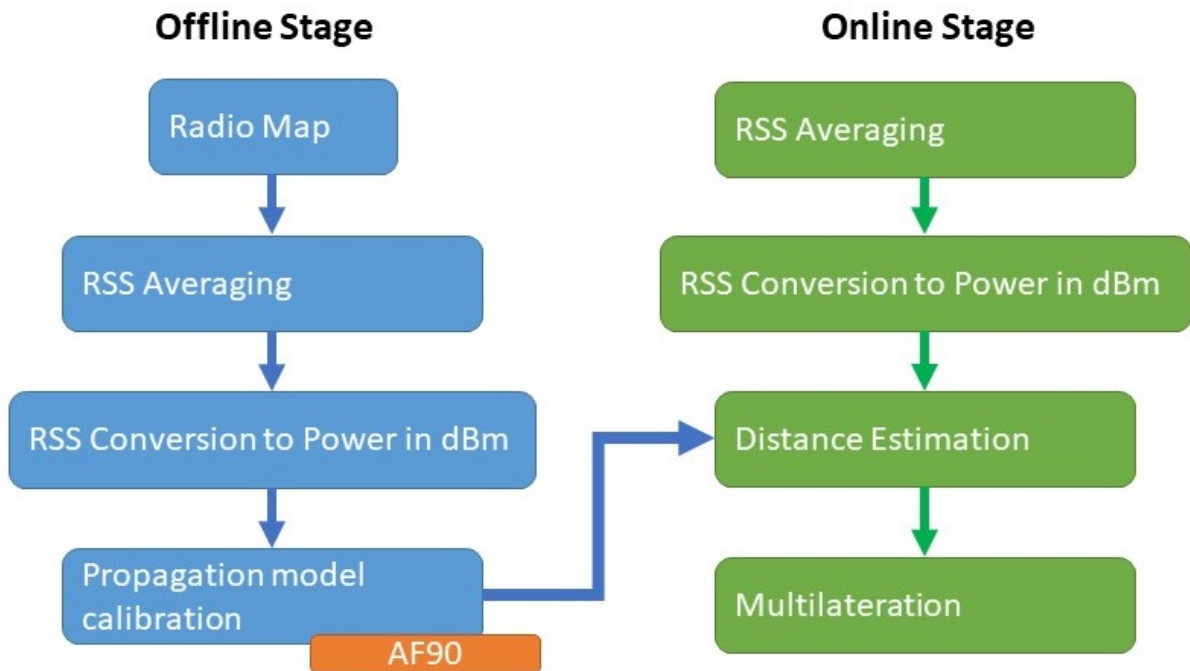 Offline Stage
Radio Map
RSS Averaging
RSS Conversion to Power in dBm
Propagation model
calibration
AF90
Online Stage
RSS Averaging
RSS Conversion to Power in dBm
Distance Estimation
Multilateration